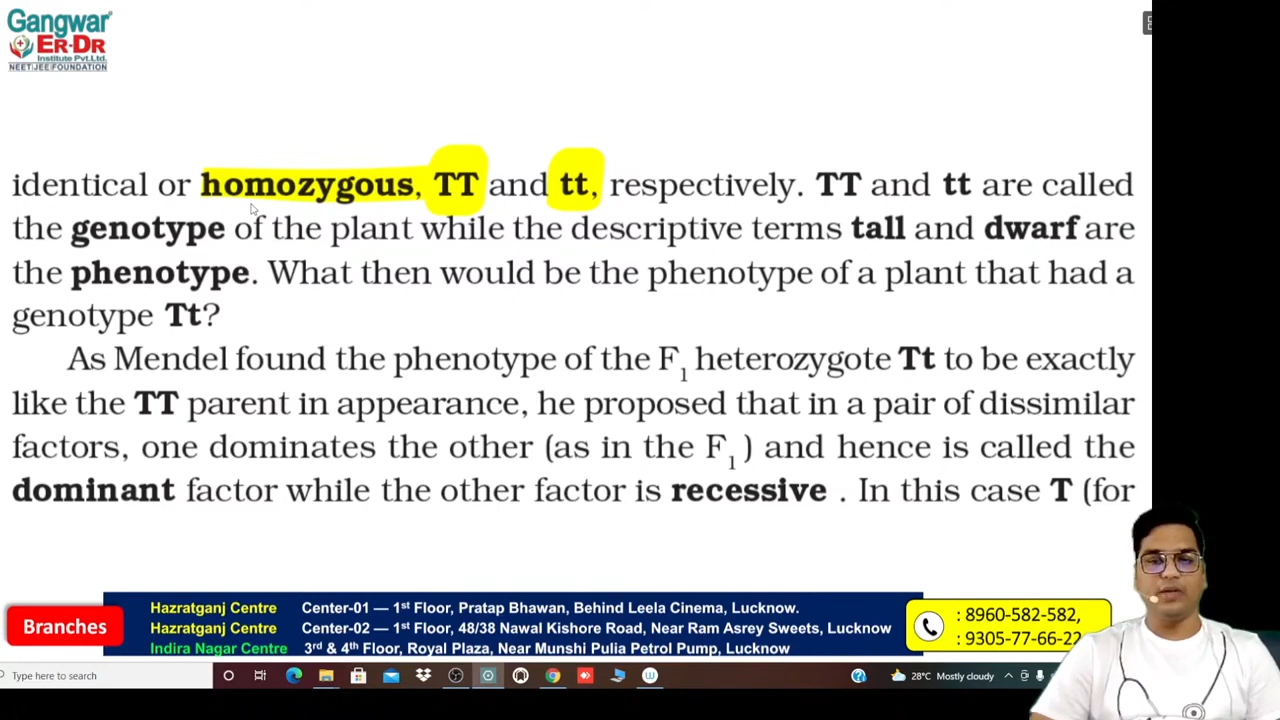 Gangwar
ER-DR
Institute Pvt.Ltd.
NEET|JEE|FOUNDATION
identical or homozygous, TT and tt, respectively. TT and tt are called
the genotype of the plant while the descriptive terms tall and dwarf are
the phenotype. What then would be the phenotype of a plant that had a
genotype Tt?
As Mendel found the phenotype of the F1 heterozygote Tt to be exactly
like the TT parent in appearance, he proposed that in a pair of dissimilar
factors, one dominates the other (as in the F1 ) and hence is called the
dominant factor while the other factor is recessive . In this case T (for
Branches
Hazratganj Centre Center-01 — 1st Floor, Pratap Bhawan, Behind Leela Cinema, Lucknow.
Hazratganj Centre Center-02 — 1st Floor, 48/38 Nawal Kishore Road, Near Ram Asrey Sweets, Lucknow
Indira Nagar Centre 3rd & 4th Floor, Royal Plaza, Near Munshi Pulia Petrol Pump, Lucknow
: 8960-582-582,
: 9305-77-66-22
Type here to search
28°C Mostly cloudy